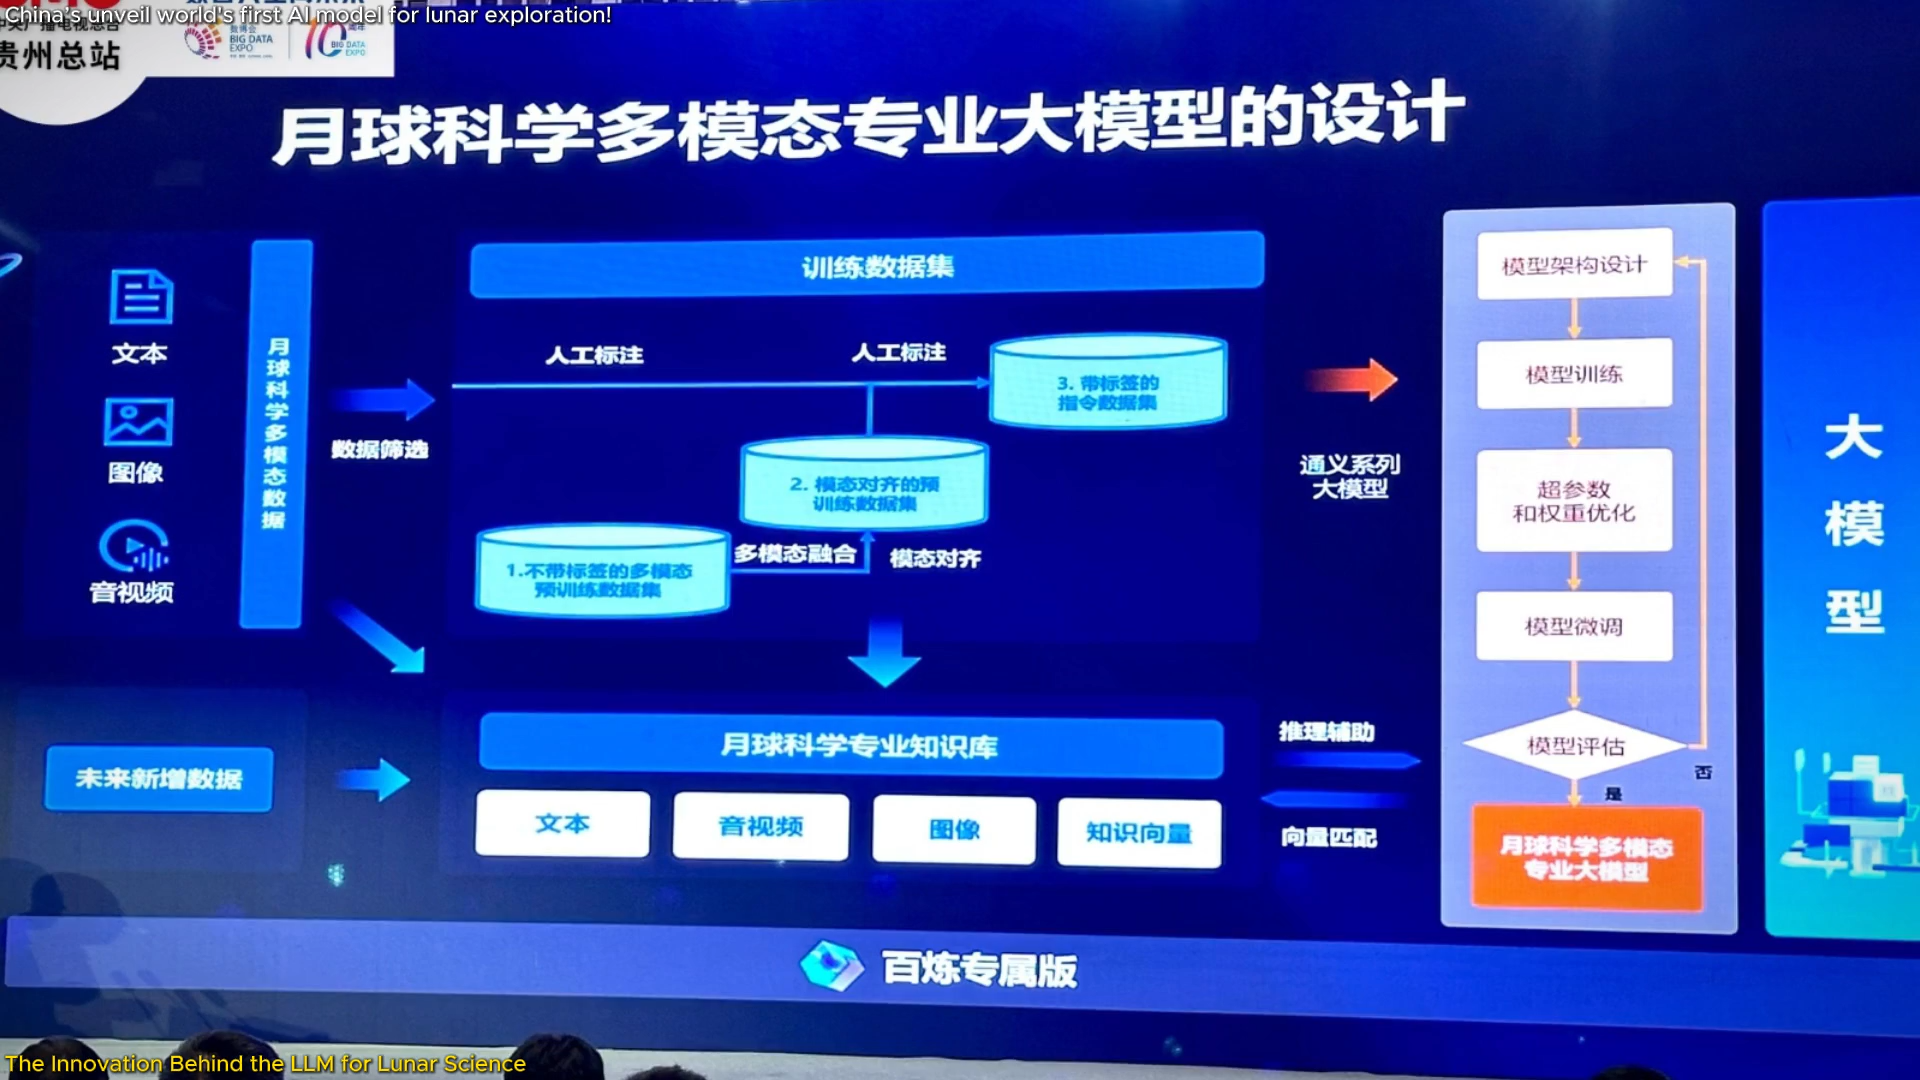 China's unveil world's first AI model for lunar exploration!
贵州总站
BIG DATA
EXPO
BIG DATA
EXPO
月球科学多模态专业大模型的设计
文本
图像
音视频
月球科学多模态数据
数据筛选
训练数据集
人工标注
人工标注
3. 带标签的
指令数据集
2. 模态对齐的预
训练数据集
1.不带标签的多模态
预训练数据集
多模态融合
模态对齐
通义系列
大模型
未来新增数据
月球科学专业知识库
文本
音视频
图像
知识向量
推理辅助
向量匹配
模型架构设计
模型训练
超参数
和权重优化
模型微调
模型评估
否
是
月球科学多模态
专业大模型
大模型
百炼专属版
The Innovation Behind the LLM for Lunar Science